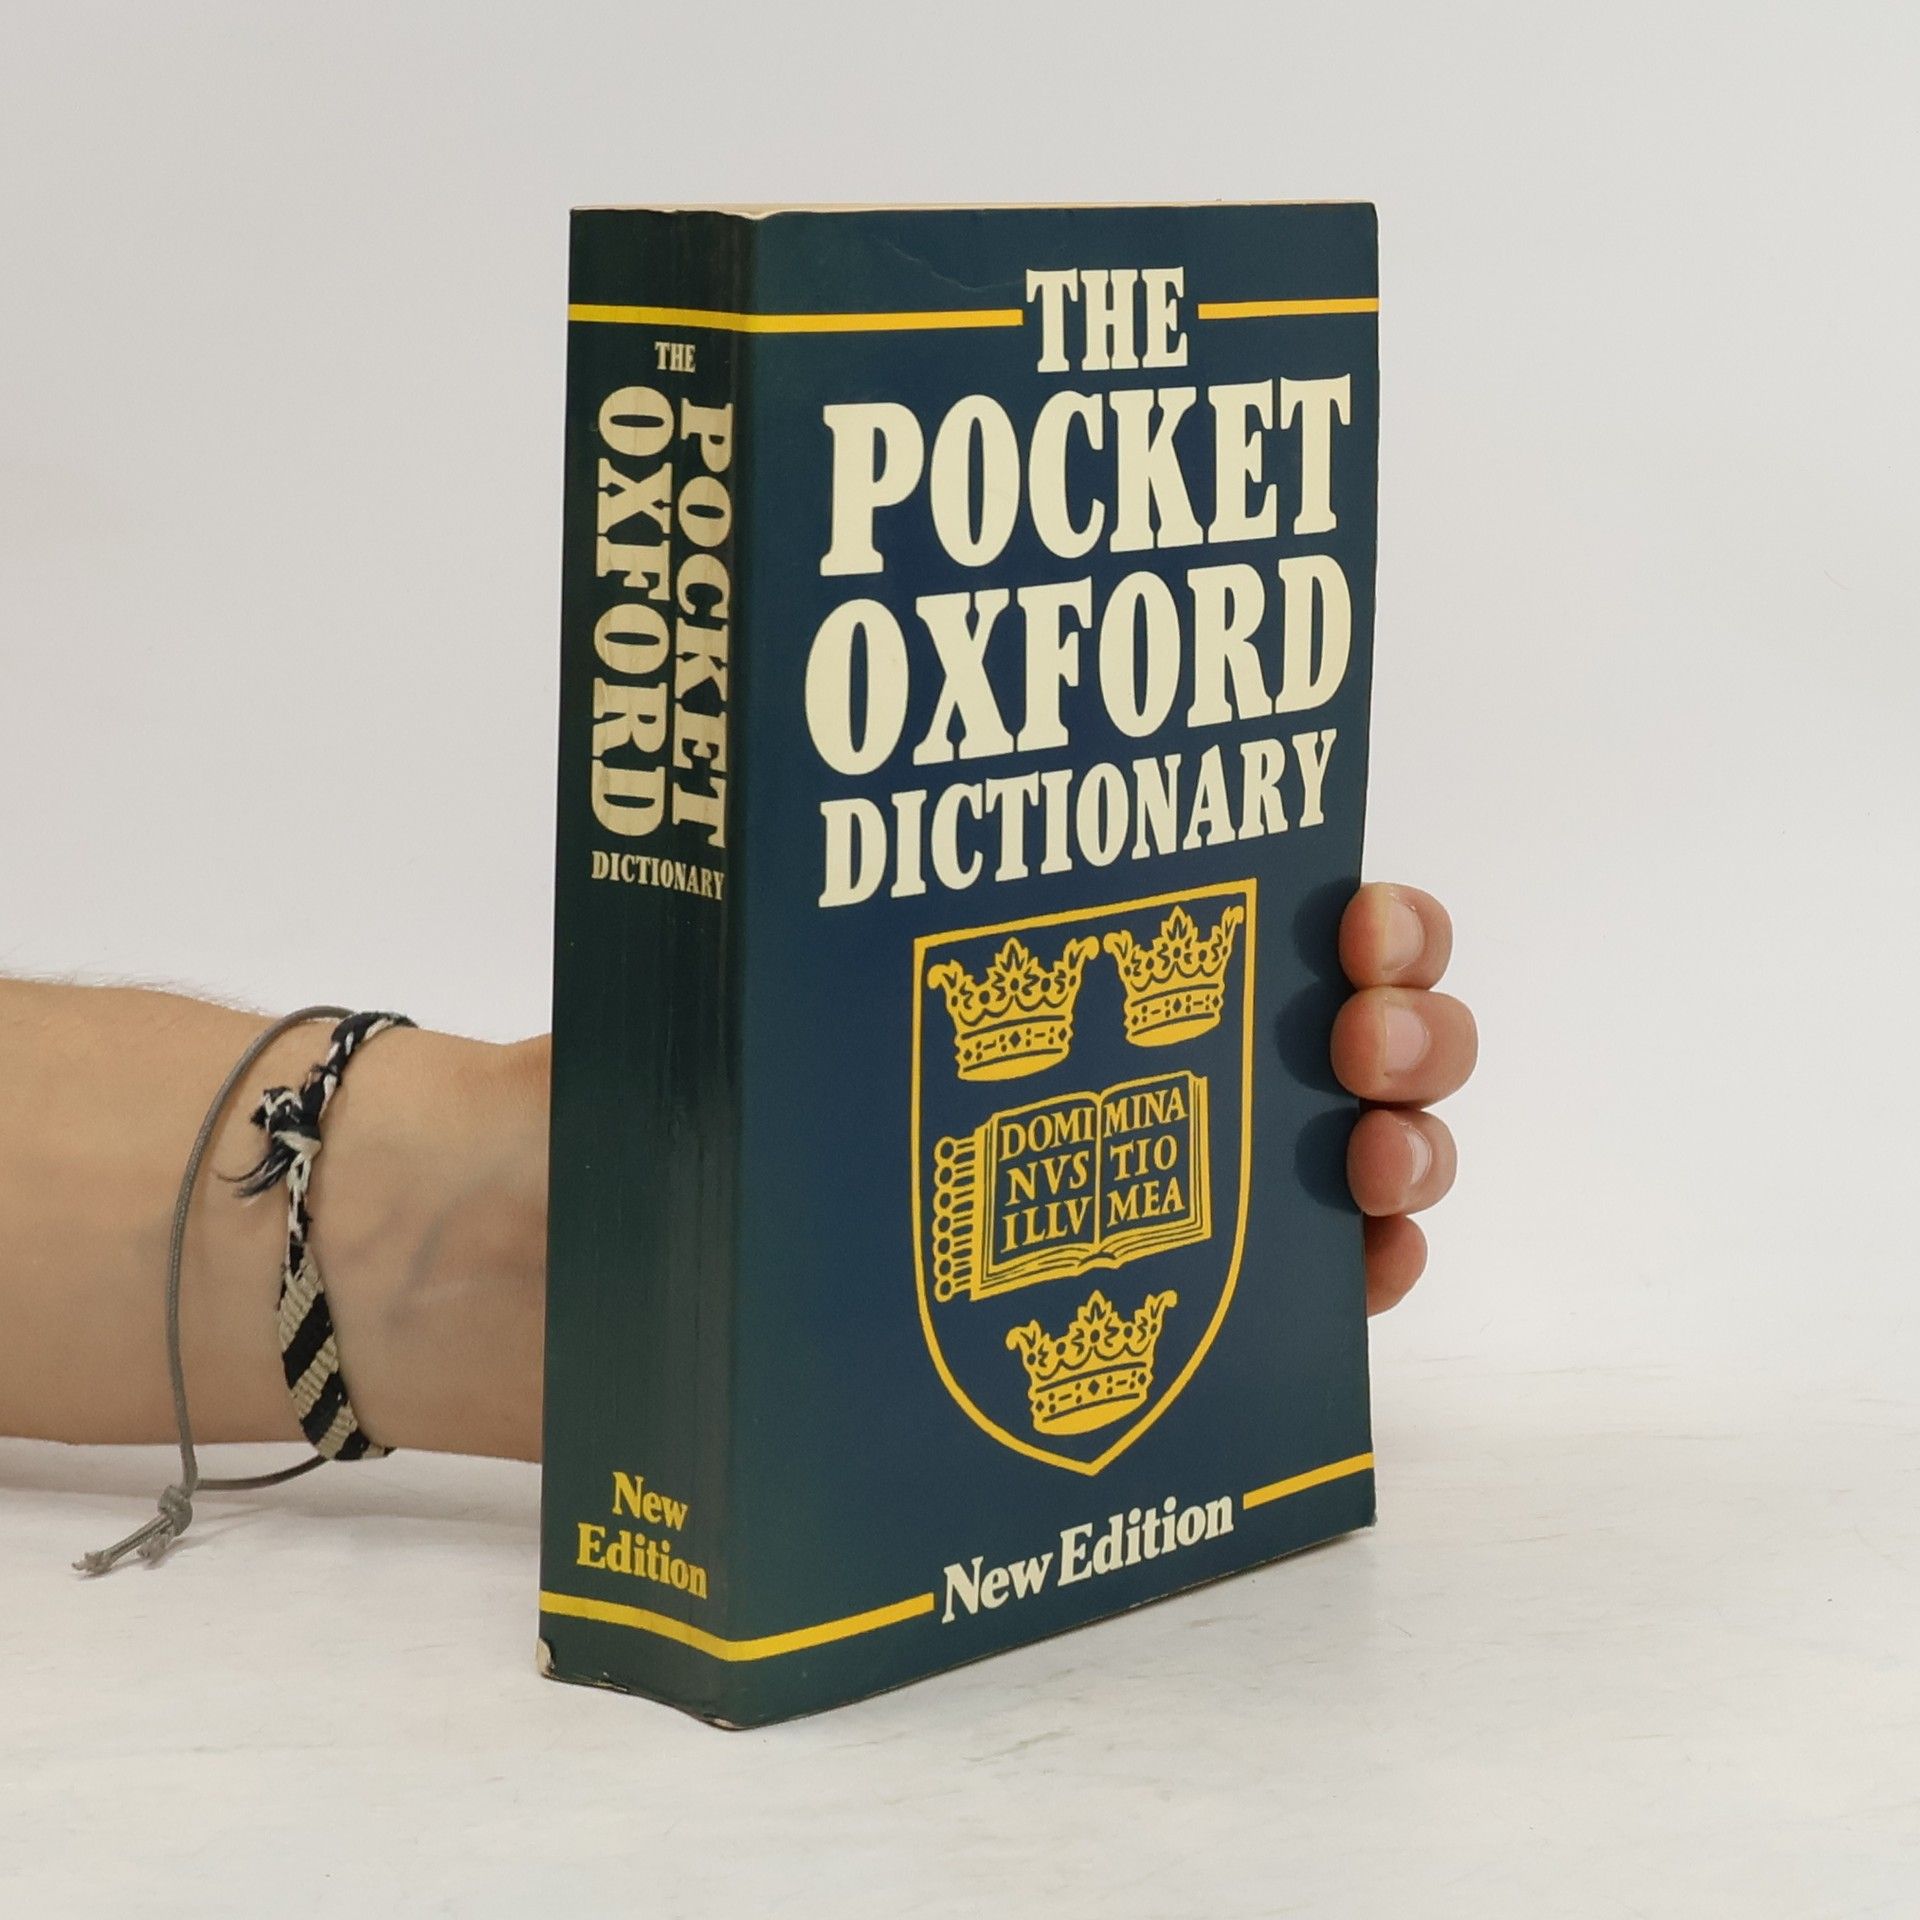 THE
POCKET
OXFORD
DICTIONARY
New
Edition
THE
POCKET
OXFORD
DICTIONARY
DOMI MINA
NVS TIO
ILLV MEA
New Edition